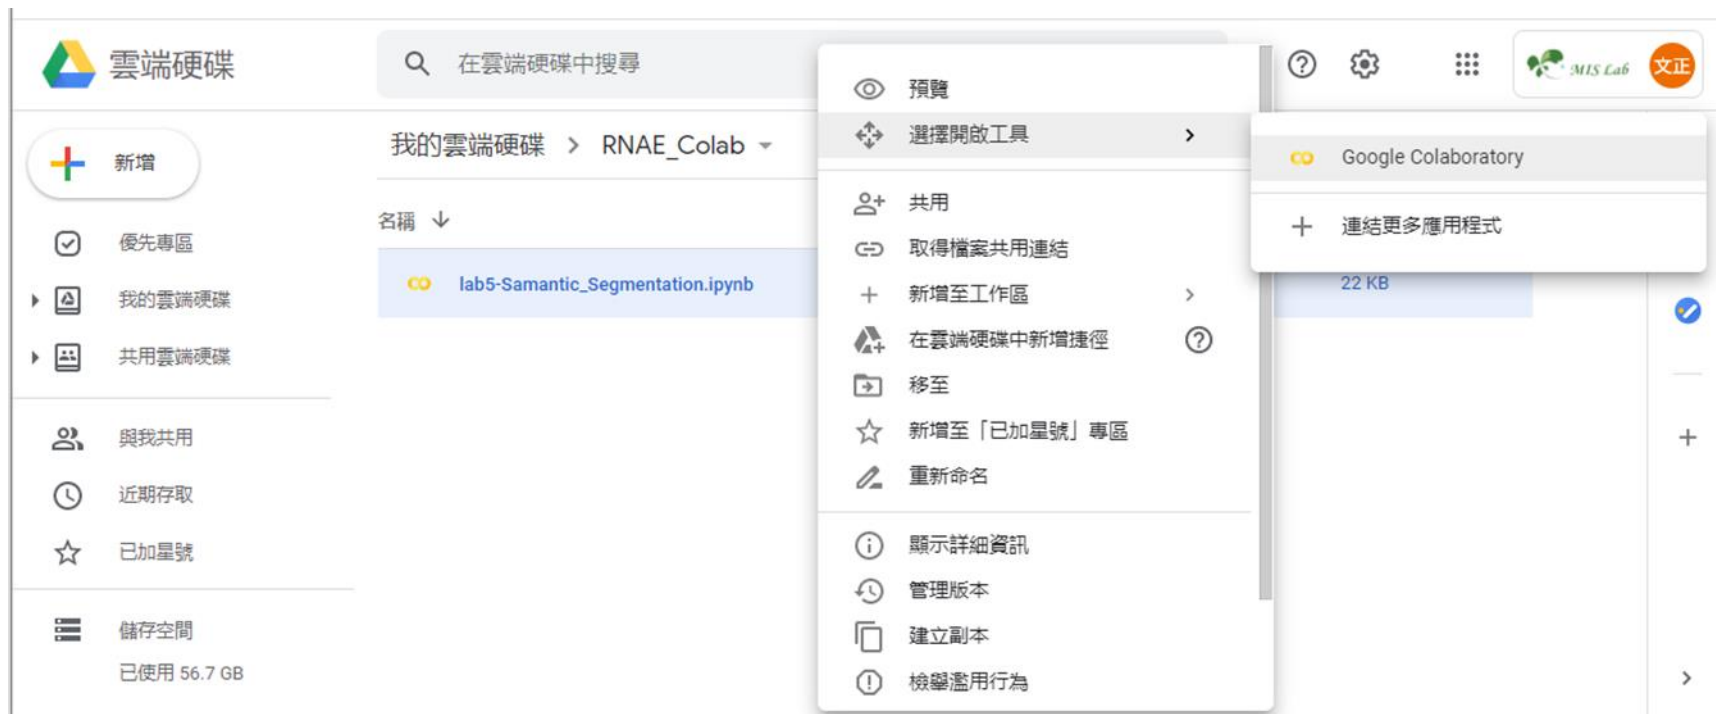 雲端硬碟
在雲端硬碟中搜尋
MIS Lab
文正
新增
優先專區
我的雲端硬碟
共用雲端硬碟
與我共用
近期存取
已加星號
儲存空間
已使用 56.7 GB
我的雲端硬碟 > RNAE_Colab
名稱
lab5-Samantic_Segmentation.ipynb
22 KB
預覽
選擇開啟工具
共用
取得檔案共用連結
新增至工作區
在雲端硬碟中新增捷徑
移至
新增至「已加星號」專區
重新命名
顯示詳細資訊
管理版本
建立副本
檢舉濫用行為
Google Colaboratory
連結更多應用程式